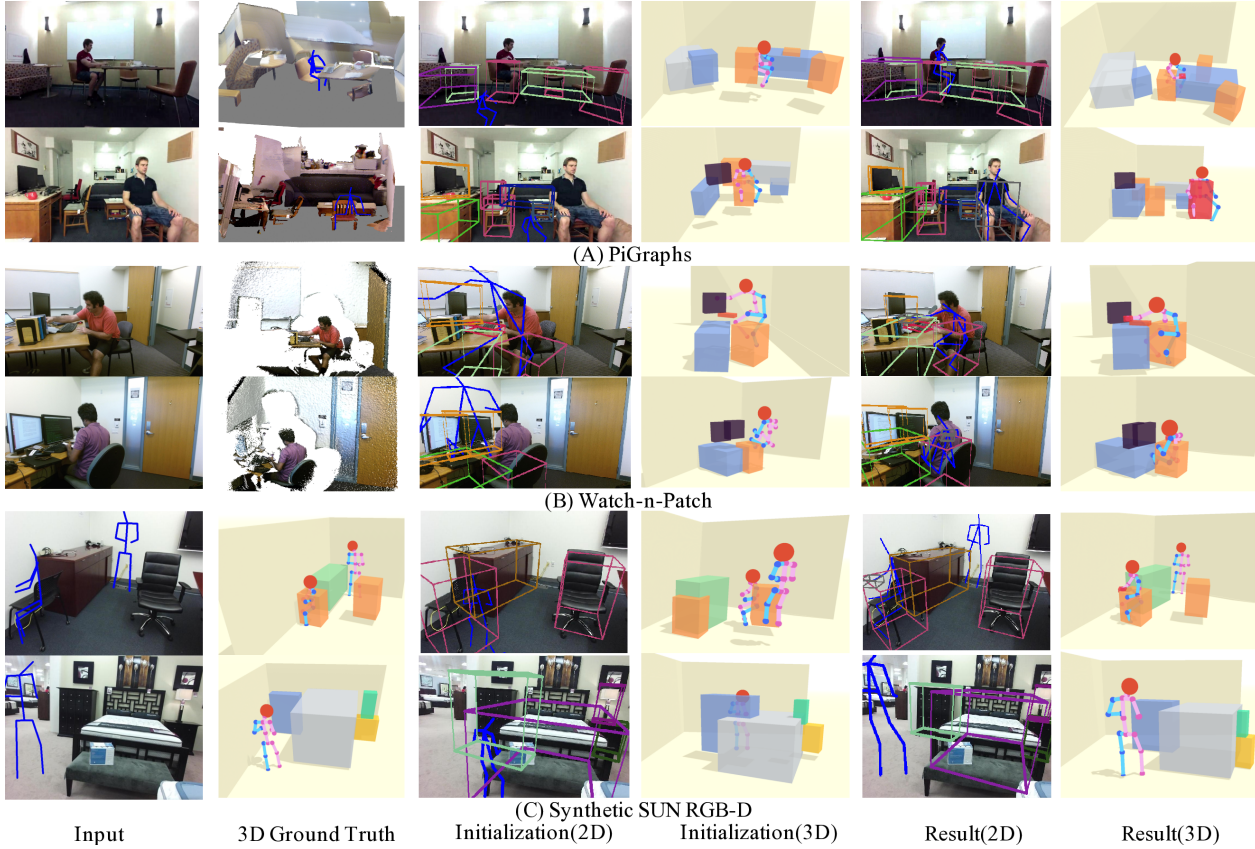 (A) PiGraphs
(B) Watch-n-Patch
(C) Synthetic SUN RGB-D
Input
3D Ground Truth
Initialization(2D)
Initialization(3D)
Result(2D)
Result(3D)